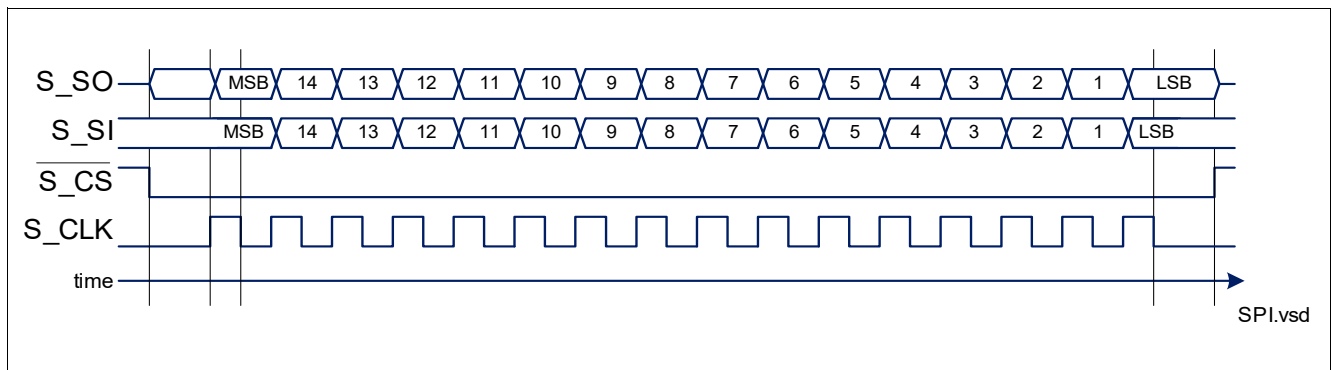 S_SO MSB 14 13 12 11 10 9 8 7 6 5 4 3 2 1 LSB
S_SI MSB 14 13 12 11 10 9 8 7 6 5 4 3 2 1 LSB
S_CS
S_CLK
time
SPI.vsd